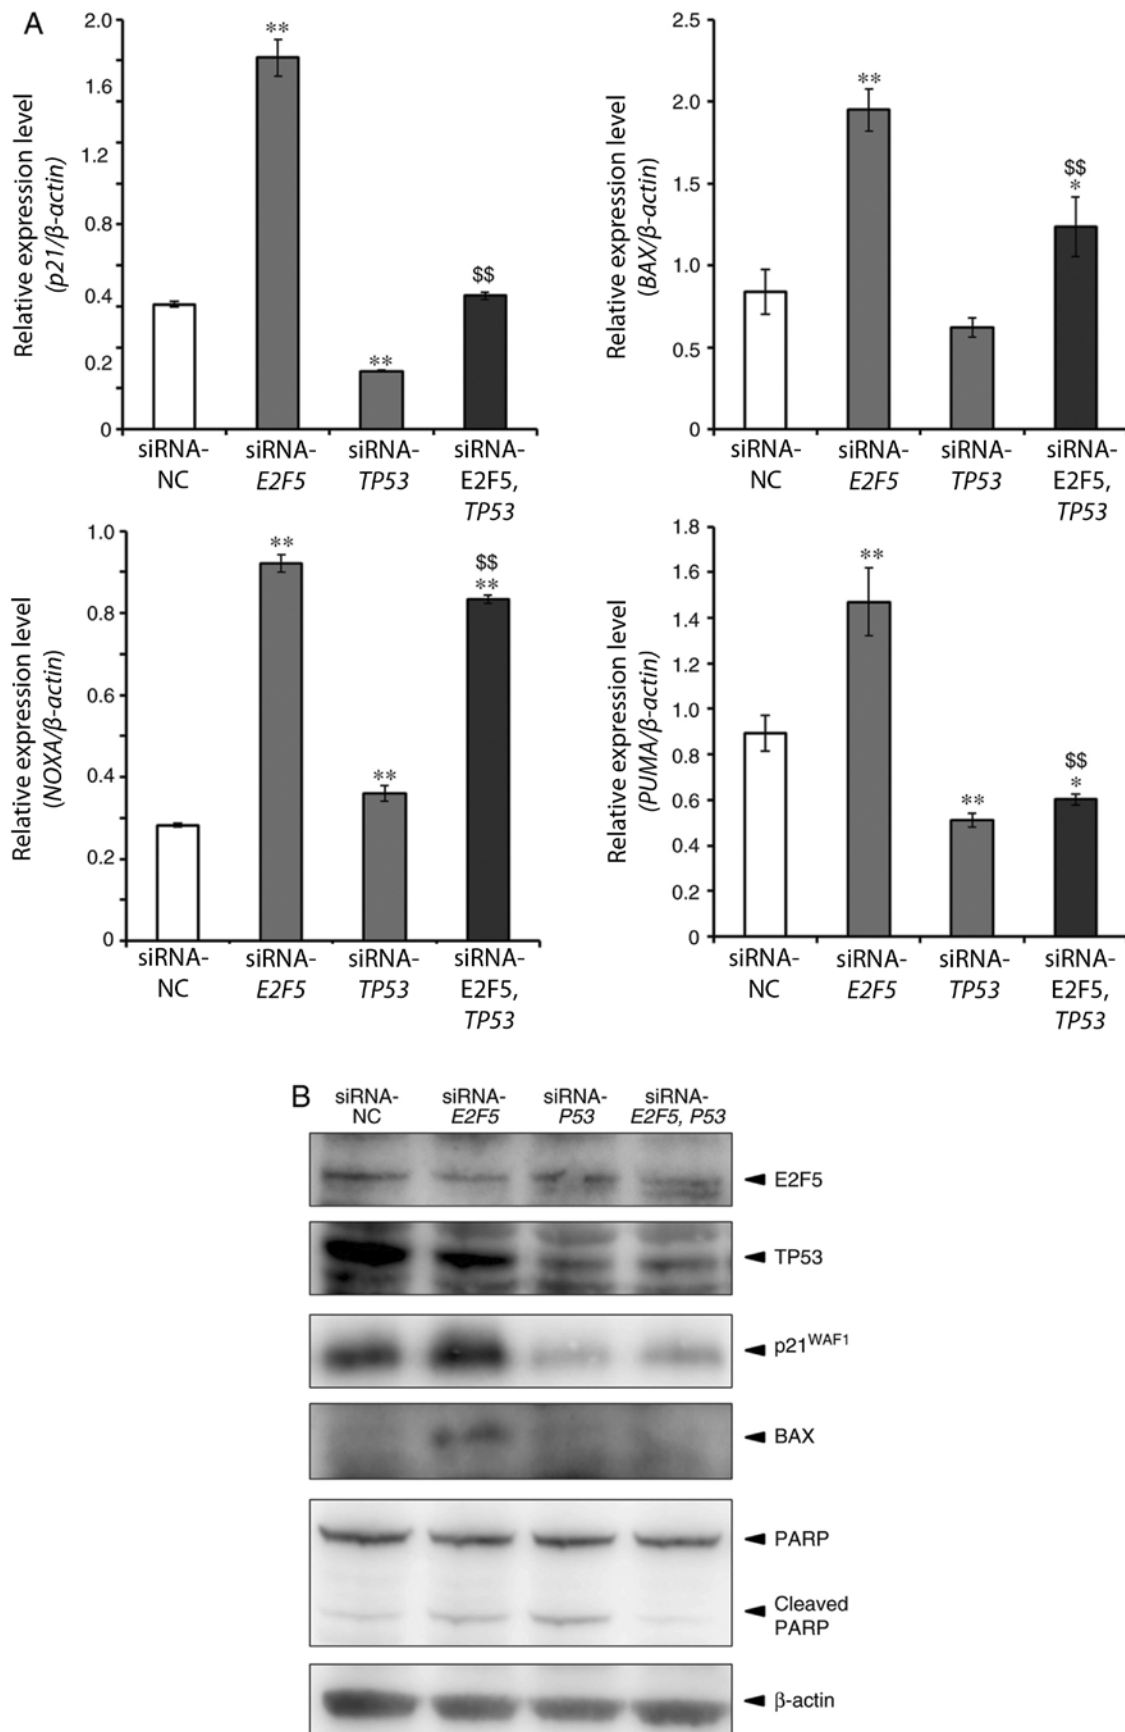 A
Relative expression level
(p21/β-actin)
2.0
1.6
1.2
0.8
0.4
0.2
0
**
**
$$
siRNA-
NC
siRNA-
E2F5
siRNA-
TP53
siRNA-
E2F5,
TP53
Relative expression level
(BAX/β-actin)
2.5
2.0
1.5
1.0
0.5
0
**
$$
*
siRNA-
NC
siRNA-
E2F5
siRNA-
TP53
siRNA-
E2F5,
TP53
Relative expression level
(NOXA/β-actin)
1.0
0.8
0.6
0.4
0.2
0
**
**
$$
**
siRNA-
NC
siRNA-
E2F5
siRNA-
TP53
siRNA-
E2F5,
TP53
Relative expression level
(PUMA/β-actin)
1.8
1.6
1.4
1.2
1.0
0.8
0.6
0.4
0.2
0
**
**
$$
*
siRNA-
NC
siRNA-
E2F5
siRNA-
TP53
siRNA-
E2F5,
TP53
B
siRNA-
NC
siRNA-
E2F5
siRNA-
P53
siRNA-
E2F5, P53
E2F5
TP53
p21WAF1
BAX
PARP
Cleaved
PARP
β-actin